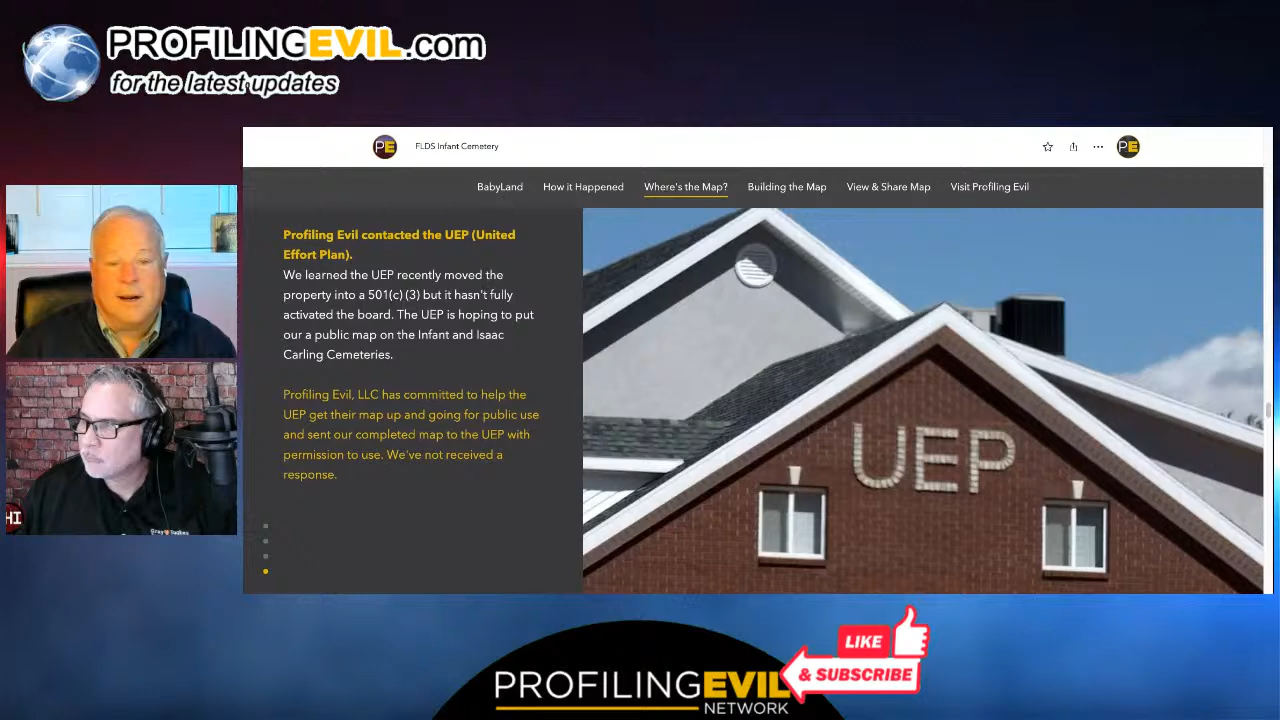 PROFILINGEVIL.com
for the latest updates
PE
FLDS Infant Cemetery
PE
BabyLand
How it Happened
Where's the Map?
Building the Map
View & Share Map
Visit Profiling Evil
Profiling Evil contacted the UEP (United
Effort Plan).
We learned the UEP recently moved the
property into a 501(c) (3) but it hasn't fully
activated the board. The UEP is hoping to put
our a public map on the Infant and Isaac
Carling Cemeteries.
Profiling Evil, LLC has committed to help the
UEP get their map up and going for public use
and sent our completed map to the UEP with
permission to use. We've not received a
response.
UEP
HI
LIKE
& SUBSCRIBE
PROFILINGEVIL
NETWORK